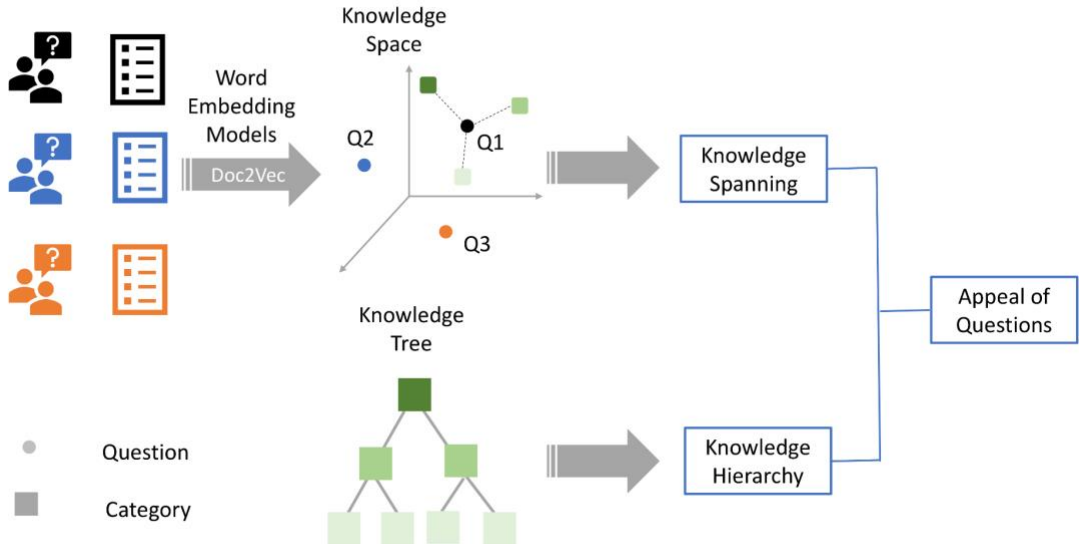 ?
?
?
Word
Embedding
Models
Doc2Vec
Knowledge
Space
Q1
Q2
Q3
Knowledge
Spanning
Knowledge
Tree
Knowledge
Hierarchy
Appeal of
Questions
Question
Category